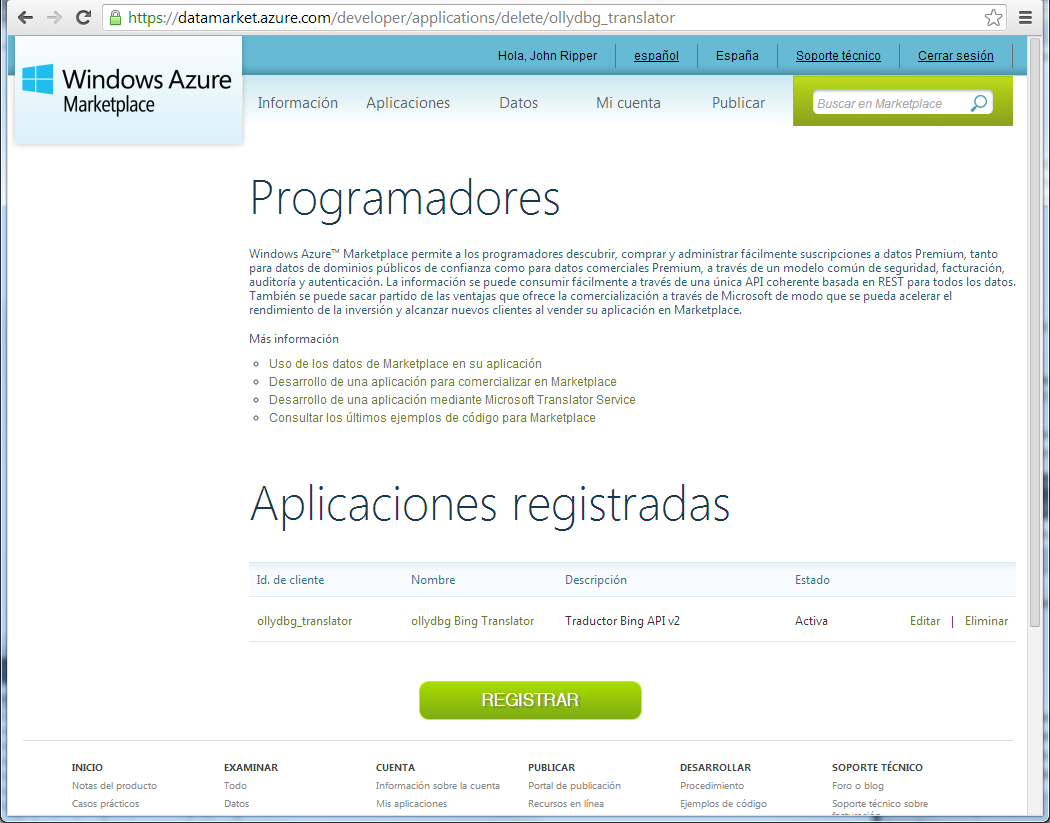 https://datamarket.azure.com/developer/applications/delete/ollydbg_translator
Hola, John Ripper español España Soporte técnico Cerrar sesión
Windows Azure
Marketplace
Información Aplicaciones Datos Mi cuenta Publicar Buscar en Marketplace
Programadores
Windows Azure™ Marketplace permite a los programadores descubrir, comprar y administrar fácilmente suscripciones a datos Premium, tanto
para datos de dominios públicos de confianza como para datos comerciales Premium, a través de un modelo común de seguridad, facturación,
auditoría y autenticación. La información se puede consumir fácilmente a través de una única API coherente basada en REST para todos los datos.
También se puede sacar partido de las ventajas que ofrece la comercialización a través de Microsoft de modo que se pueda acelerar el
rendimiento de la inversión y alcanzar nuevos clientes al vender su aplicación en Marketplace.
Más información
Uso de los datos de Marketplace en su aplicación
Desarrollo de una aplicación para comercializar en Marketplace
Desarrollo de una aplicación mediante Microsoft Translator Service
Consultar los últimos ejemplos de código para Marketplace
Aplicaciones registradas
Id. de cliente Nombre Descripción Estado
ollydbg_translator ollydbg Bing Translator Traductor Bing API v2 Activa Editar | Eliminar
REGISTRAR
INICIO EXAMINAR CUENTA PUBLICAR DESARROLLAR SOPORTE TÉCNICO
Notas del producto Todo Información sobre la cuenta Portal de publicación Procedimiento Foro o blog
Casos prácticos Datos Mis aplicaciones Recursos en línea Ejemplos de código Soporte técnico sobre